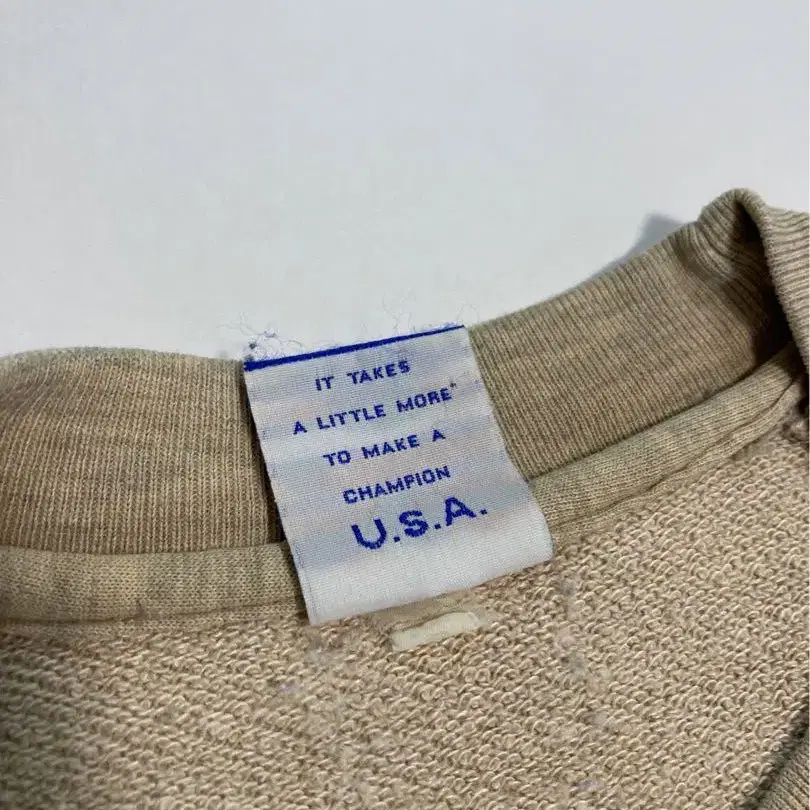 IT TAKES
A LITTLE MORE*
TO MAKE A
CHAMPION
U.S.A.